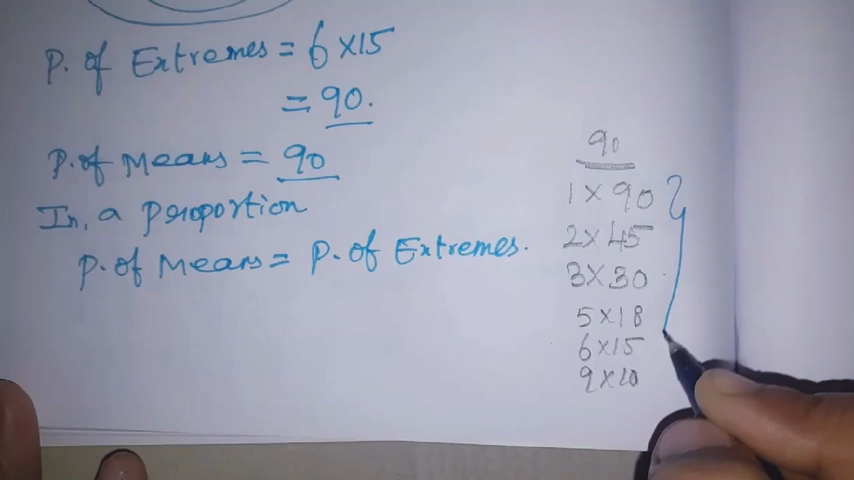 P. of Extremes = 6 x 15
= 90.
P. of Means = 90
In, a proportion
P. of Means = P. of Extremes.
90
1 x 90
2 x 45
3 x 30
5 x 18
6 x 15
9 x 10